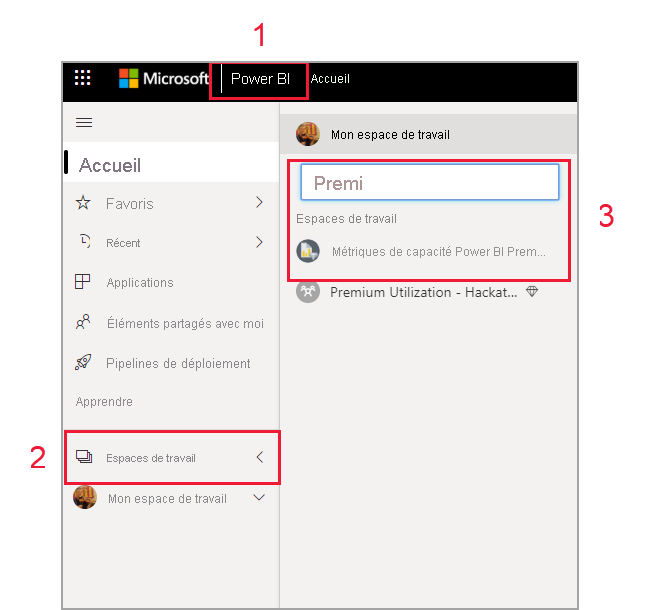 1
Microsoft Power BI Accueil
Accueil
Favoris
Récent
Applications
Éléments partagés avec moi
Pipelines de déploiement
Apprendre
2
Espaces de travail
Mon espace de travail
Mon espace de travail
Premi
3
Espaces de travail
Métriques de capacité Power BI Prem...
Premium Utilization - Hackat...